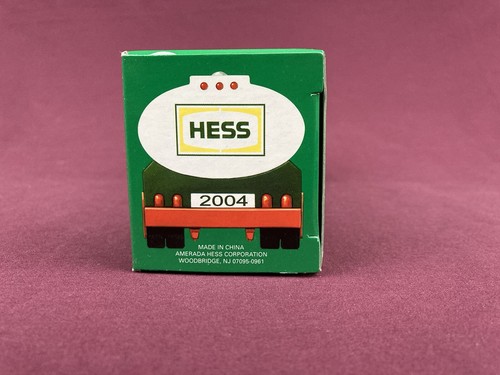 HESS
2004
MADE IN CHINA
AMERADA HESS CORPORATION
WOODBRIDGE, NJ 07095-0961